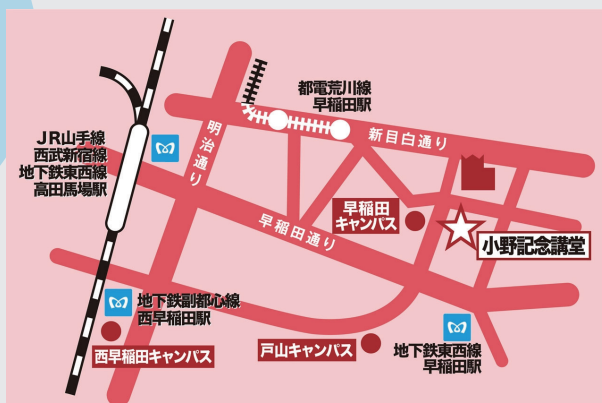 都電荒川線
早稲田駅
新目白通り
明治通り
JR山手線
西武新宿線
地下鉄東西線
高田馬場駅
早稲田通り
早稲田
キャンパス
小野記念講堂
地下鉄副都心線
西早稲田駅
西早稲田キャンパス
戸山キャンパス
地下鉄東西線
早稲田駅